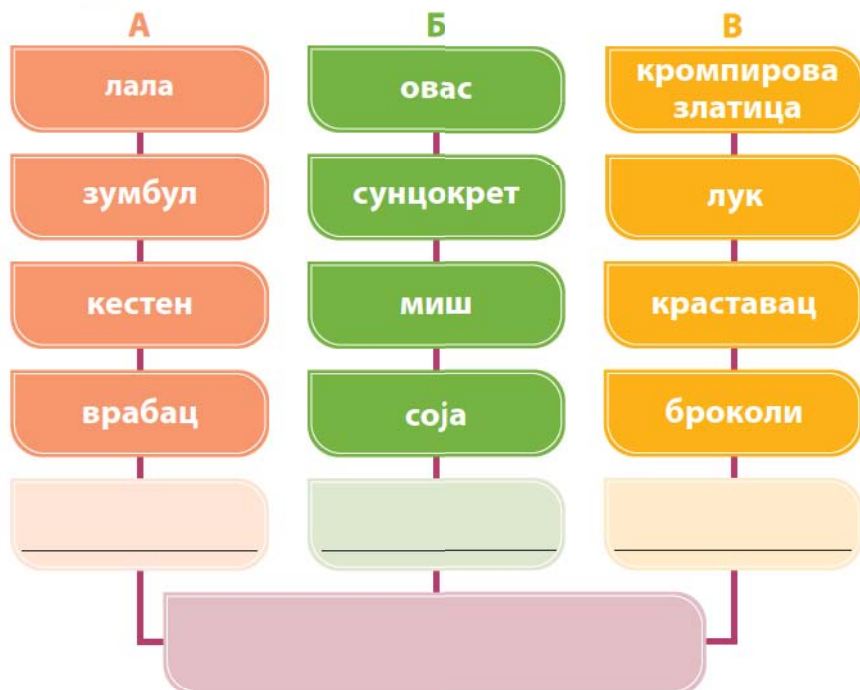 А
Б
В
лала
овас
кромпирова
златица
зумбул
сунцокрет
лук
кестен
миш
краставац
врабац
соја
броколи